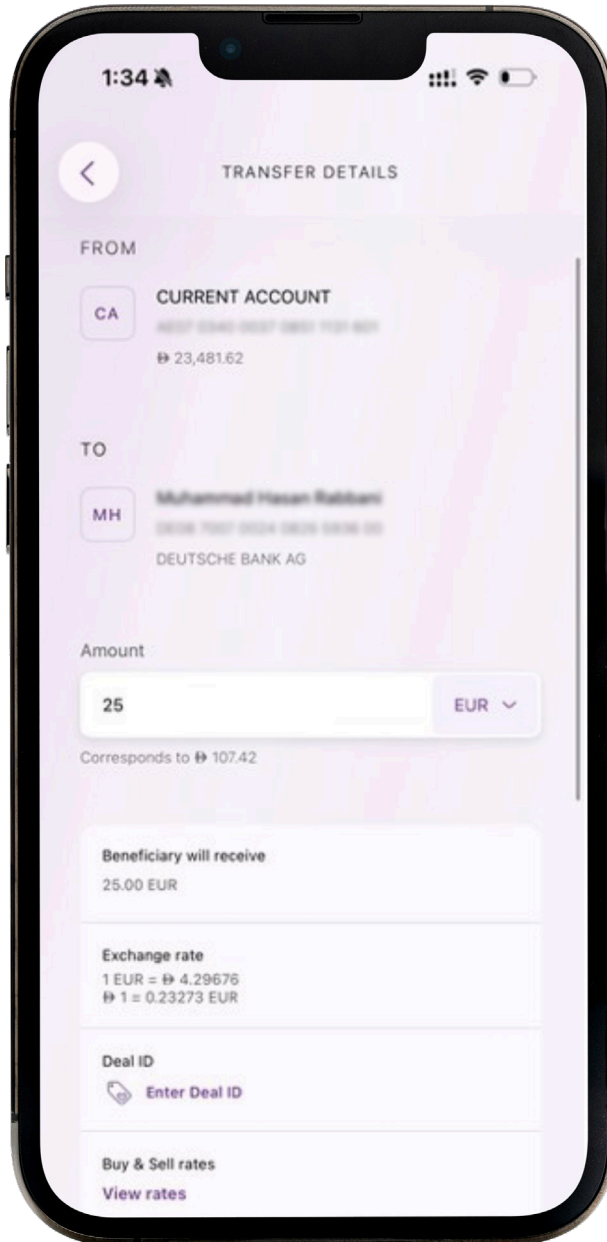 1:34
TRANSFER DETAILS
FROM
CA
CURRENT ACCOUNT
23,481.62
TO
MH
DEUTSCHE BANK AG
Amount
25
EUR
Corresponds to 107.42
Beneficiary will receive
25.00 EUR
Exchange rate
1 EUR = 4.29676
1 = 0.23273 EUR
Deal ID
Enter Deal ID
Buy & Sell rates
View rates